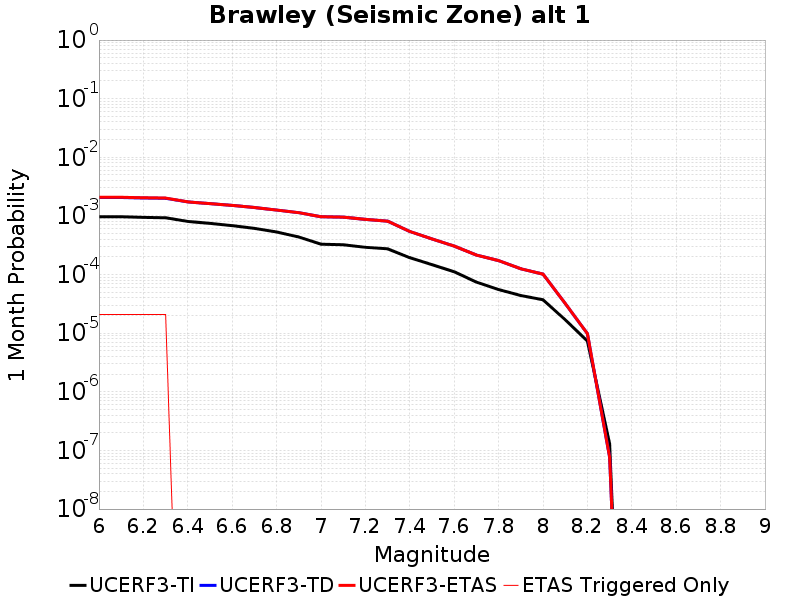 Brawley (Seismic Zone) alt 1
1 Month Probability
10^0
10^-1
10^-2
10^-3
10^-4
10^-5
10^-6
10^-7
10^-8
6 6.2 6.4 6.6 6.8 7 7.2 7.4 7.6 7.8 8 8.2 8.4 8.6 8.8 9
Magnitude
UCERF3-TI UCERF3-TD UCERF3-ETAS ETAS Triggered Only